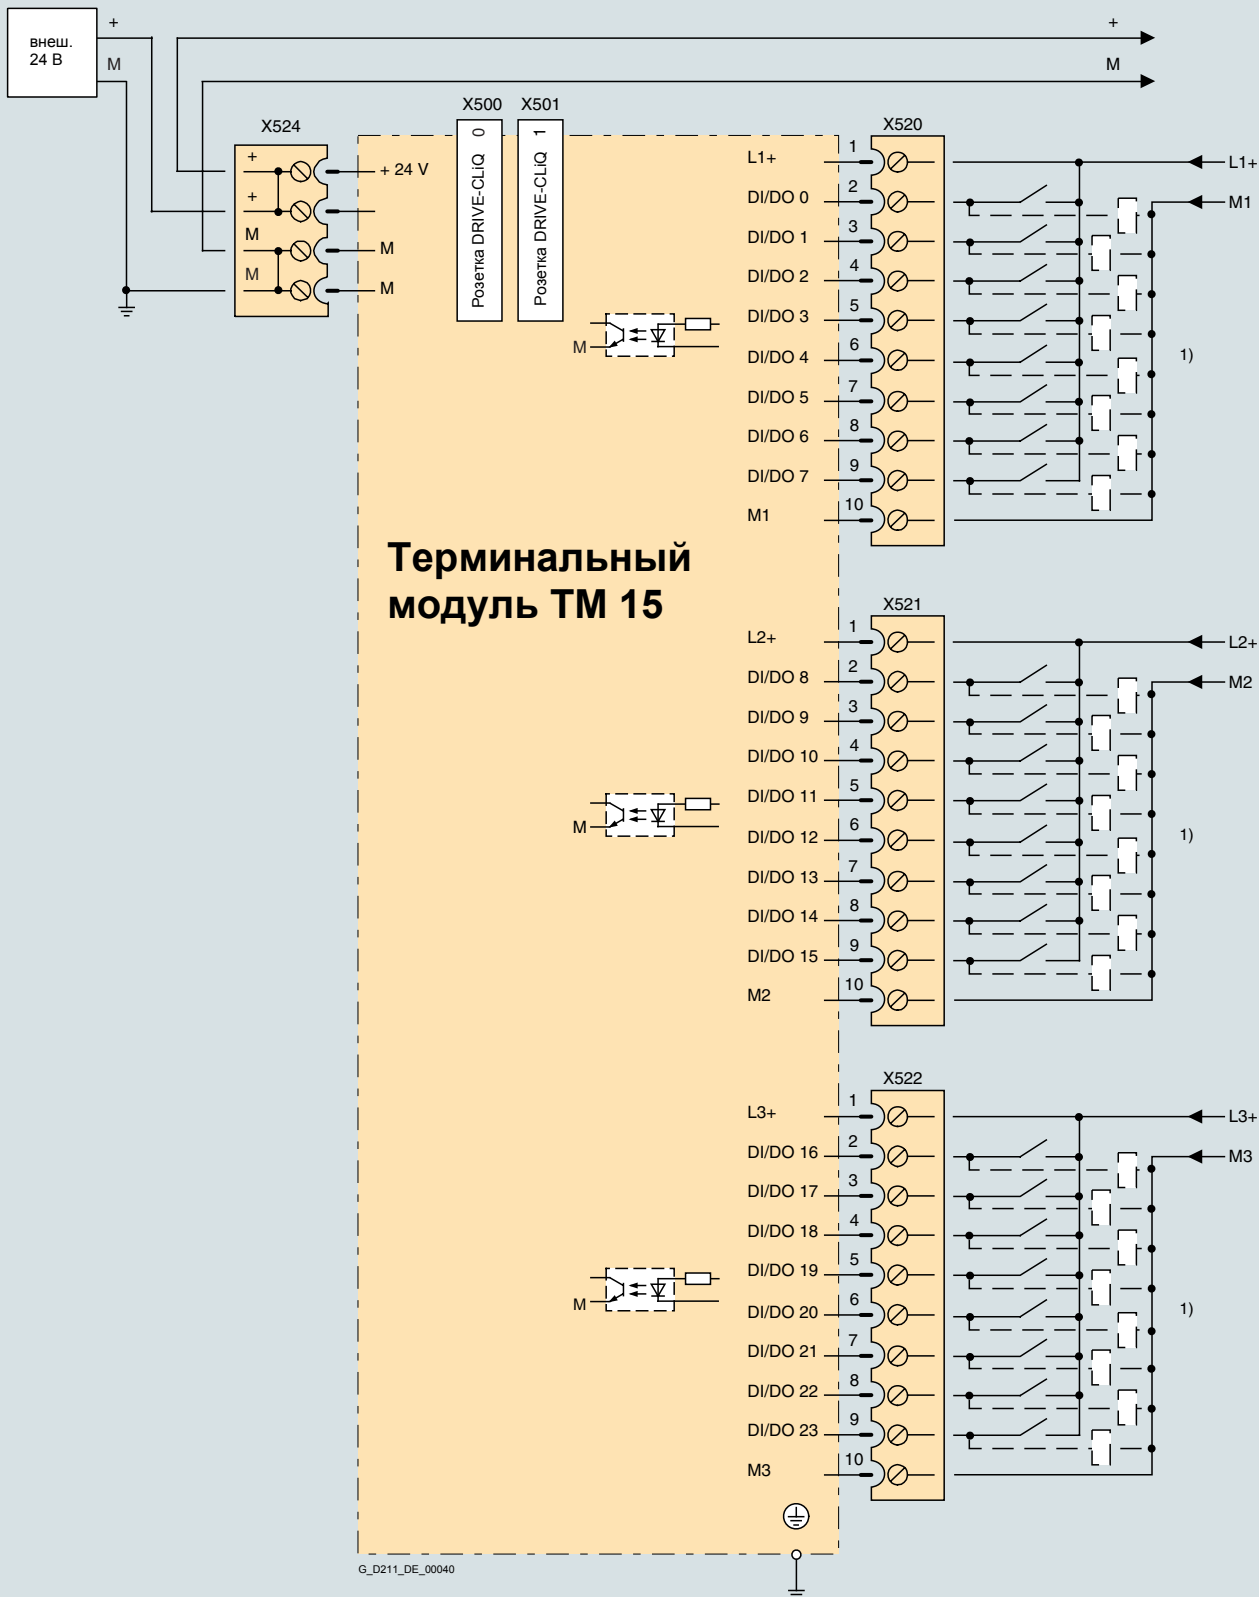 внеш.
24 В
+
M
+
M
X524
+
+
M
M
+ 24 V
M
M
X500
X501
Розетка DRIVE-CLiQ 0
Розетка DRIVE-CLiQ 1
Терминальный
модуль TM 15
X520
L1+ 1
DI/DO 0 2
DI/DO 1 3
DI/DO 2 4
DI/DO 3 5
DI/DO 4 6
DI/DO 5 7
DI/DO 6 8
DI/DO 7 9
M1 10
L1+
M1
1)
M
X521
L2+ 1
DI/DO 8 2
DI/DO 9 3
DI/DO 10 4
DI/DO 11 5
DI/DO 12 6
DI/DO 13 7
DI/DO 14 8
DI/DO 15 9
M2 10
L2+
M2
1)
M
X522
L3+ 1
DI/DO 16 2
DI/DO 17 3
DI/DO 18 4
DI/DO 19 5
DI/DO 20 6
DI/DO 21 7
DI/DO 22 8
DI/DO 23 9
M3 10
L3+
M3
1)
M
G_D211_DE_00040